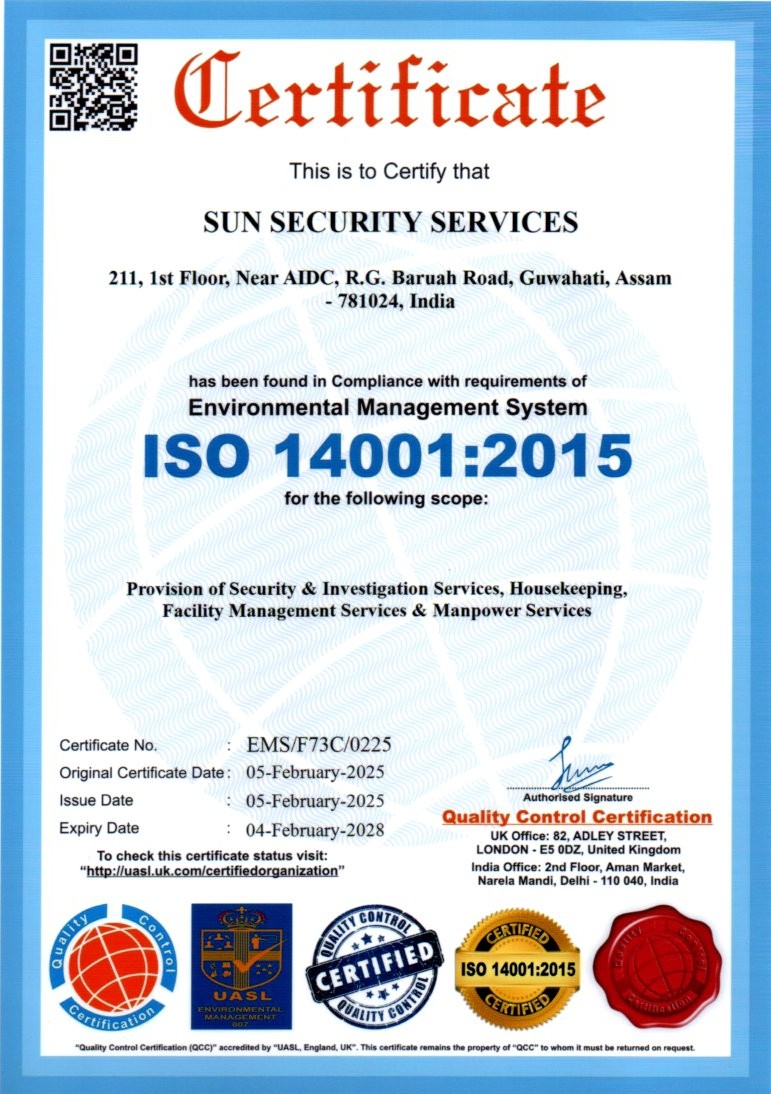 Certificate
This is to Certify that
SUN SECURITY SERVICES
211, 1st Floor, Near AIDC, R.G. Baruah Road, Guwahati, Assam
- 781024, India
has been found in Compliance with requirements of
Environmental Management System
ISO 14001:2015
for the following scope:
Provision of Security & Investigation Services, Housekeeping,
Facility Management Services & Manpower Services
Certificate No. : EMS/F73C/0225
Original Certificate Date : 05-February-2025
Issue Date : 05-February-2025
Expiry Date : 04-February-2028
To check this certificate status visit:
“http://uasl.uk.com/certifiedorganization”
Authorised Signature
Quality Control Certification
UK Office: 82, ADLEY STREET,
LONDON - E5 0DZ, United Kingdom
India Office: 2nd Floor, Aman Market,
Narela Mandi, Delhi - 110 040, India
Quality Control
Certification
UASL
ENVIRONMENTAL
MANAGEMENT
007
QUALITY CONTROL
CERTIFIED
QUALITY CONTROL
CERTIFIED
ISO 14001:2015
CERTIFIED
Quality Control
Certification
“Quality Control Certification (QCC)” accredited by “UASL, England, UK”. This certificate remains the property of “QCC” to whom it must be returned on request.